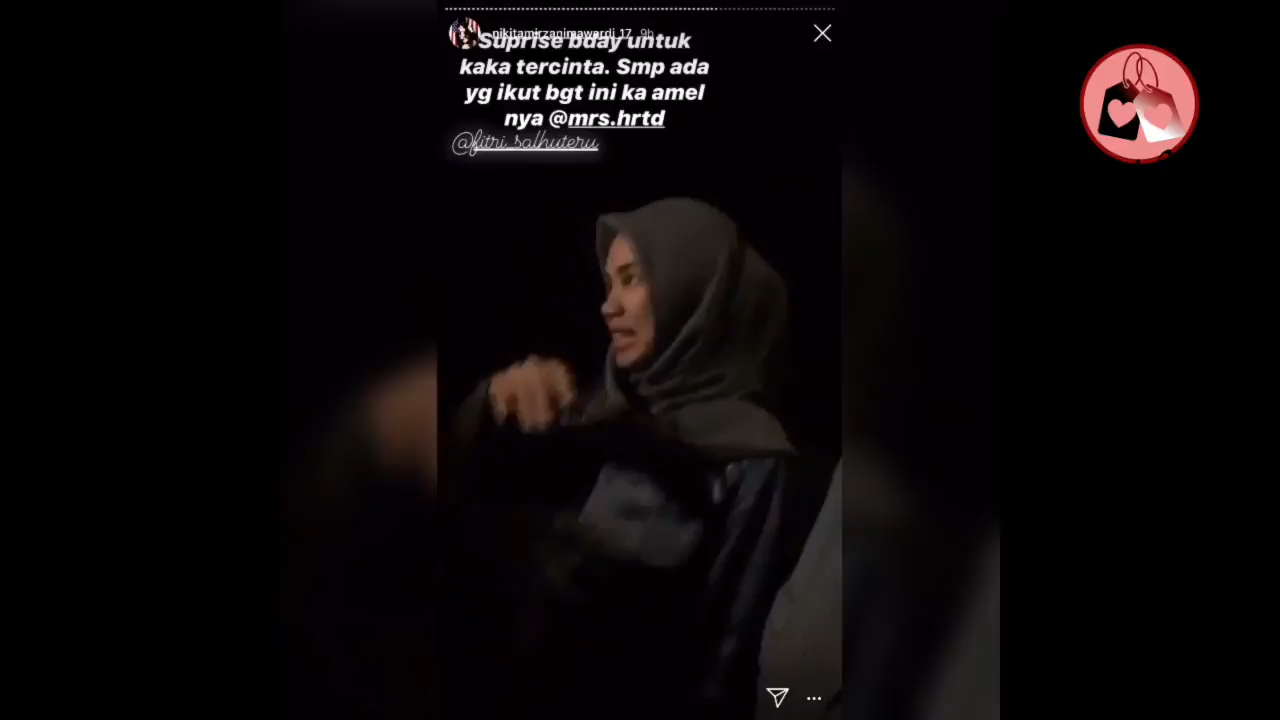 nikitamirzanimawardi_17 9h
Suprise bday untuk
kaka tercinta. Smp ada
yg ikut bgt ini ka amel
nya @mrs.hrtd
@fitri_salhuteru